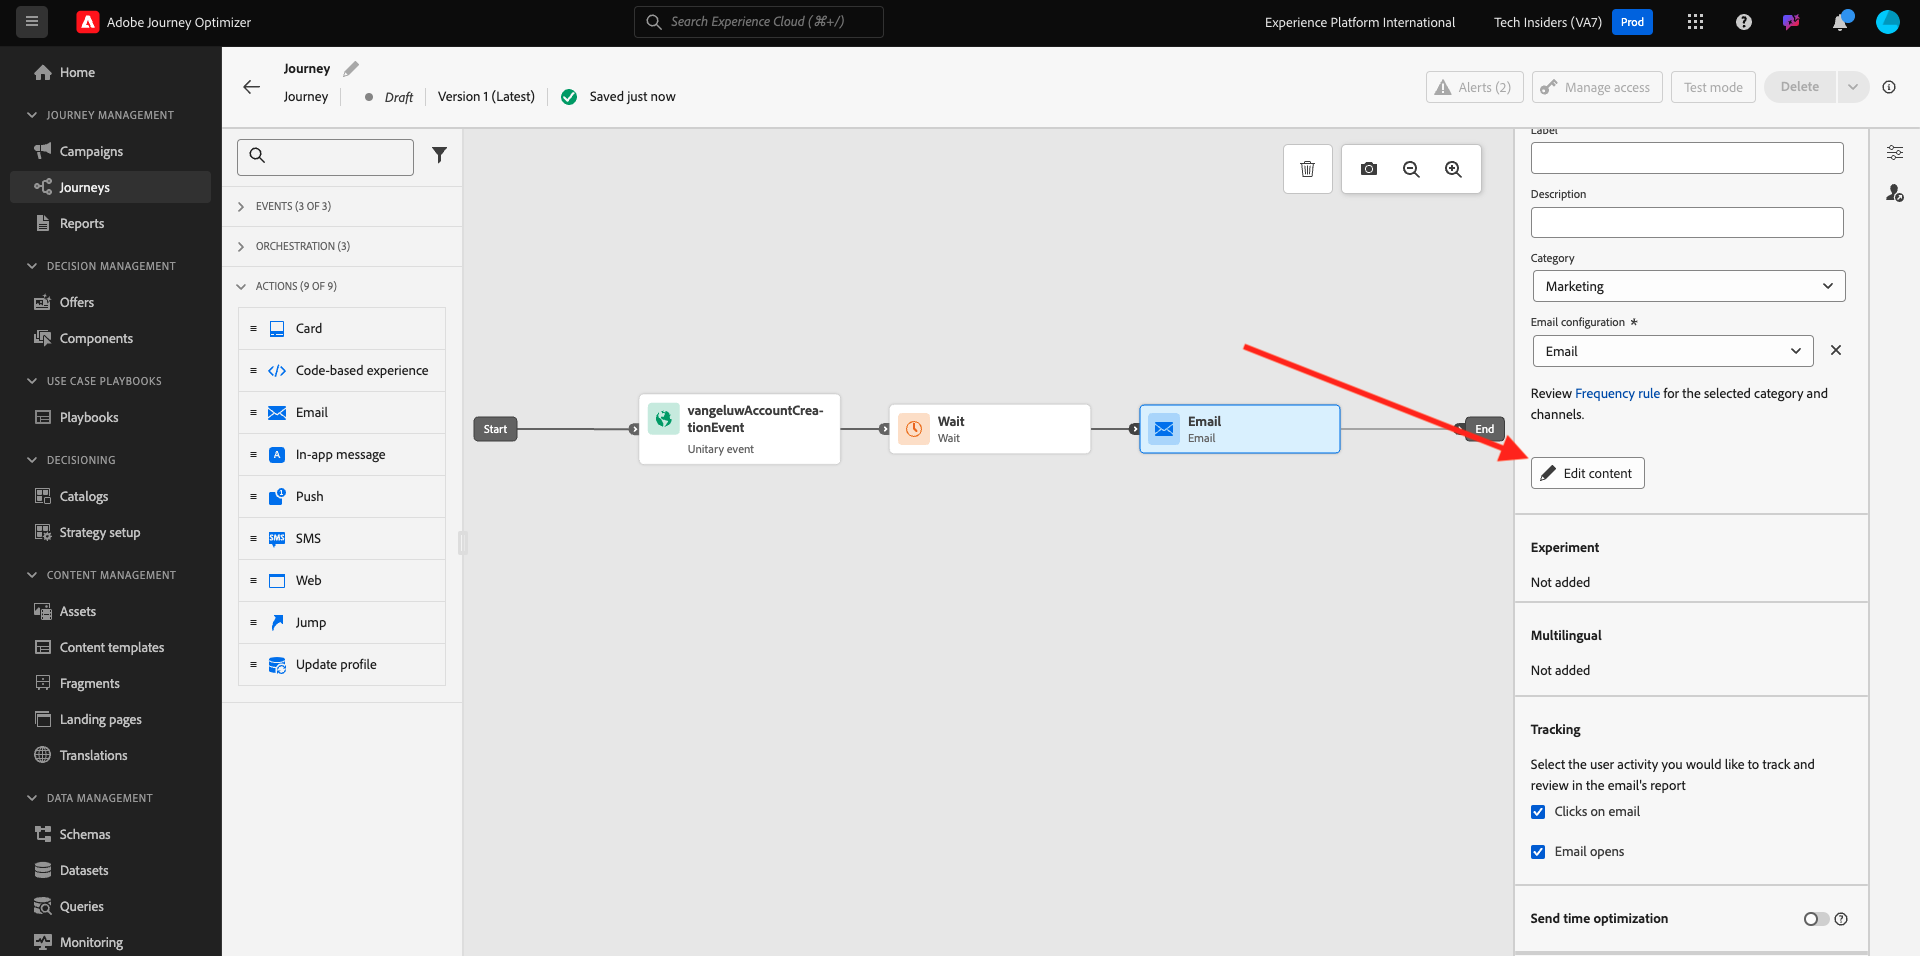 Adobe Journey Optimizer
Search Experience Cloud (⌘+/)
Experience Platform International
Tech Insiders (VA7)
Prod
Home
JOURNEY MANAGEMENT
Campaigns
Journeys
Reports
DECISION MANAGEMENT
Offers
Components
USE CASE PLAYBOOKS
Playbooks
DECISIONING
Catalogs
Strategy setup
CONTENT MANAGEMENT
Assets
Content templates
Fragments
Landing pages
Translations
DATA MANAGEMENT
Schemas
Datasets
Queries
Monitoring
Journey
Journey
Draft
Version 1 (Latest)
Saved just now
Alerts (2)
Manage access
Test mode
Delete
EVENTS (3 OF 3)
ORCHESTRATION (3)
ACTIONS (9 OF 9)
Card
Code-based experience
Email
A
In-app message
1
Push
SMS
SMS
Web
Jump
Update profile
Start
vangeluwAccountCrea-
tionEvent
Unitary event
Wait
Wait
Email
Email
End
Label
Description
Category
Marketing
Email configuration *
Email
Review Frequency rule for the selected category and
channels.
Edit content
Experiment
Not added
Multilingual
Not added
Tracking
Select the user activity you would like to track and
review in the email's report
Clicks on email
Email opens
Send time optimization